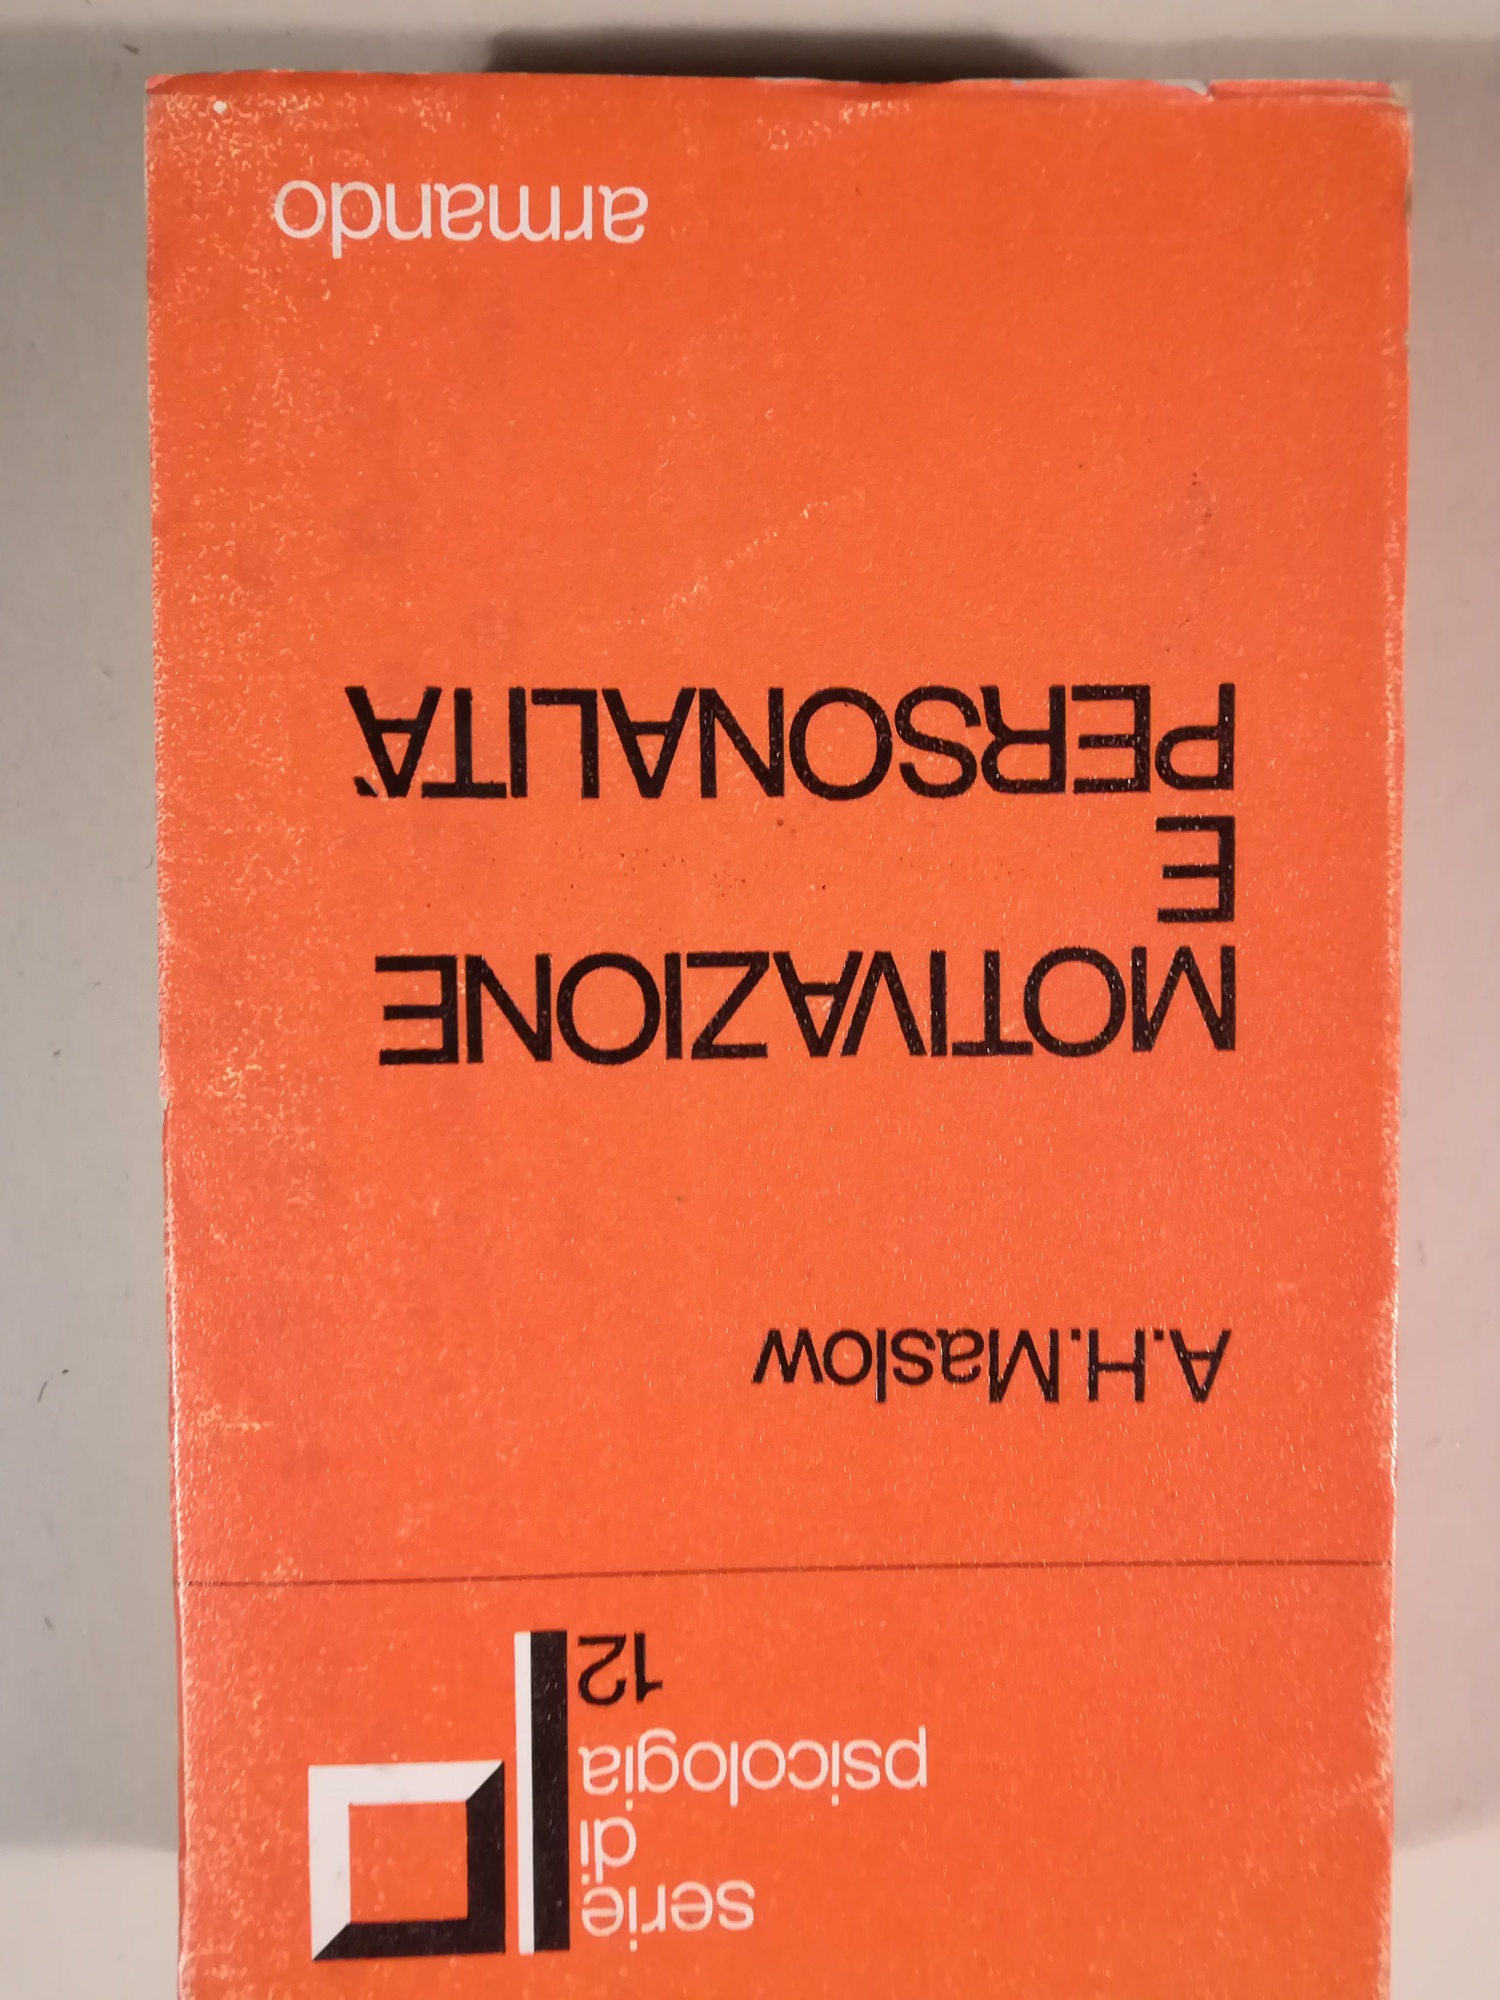 serie
di
psicologia
12
A.H.Maslow
MOTIVAZIONE
E
PERSONALITÀ
armando